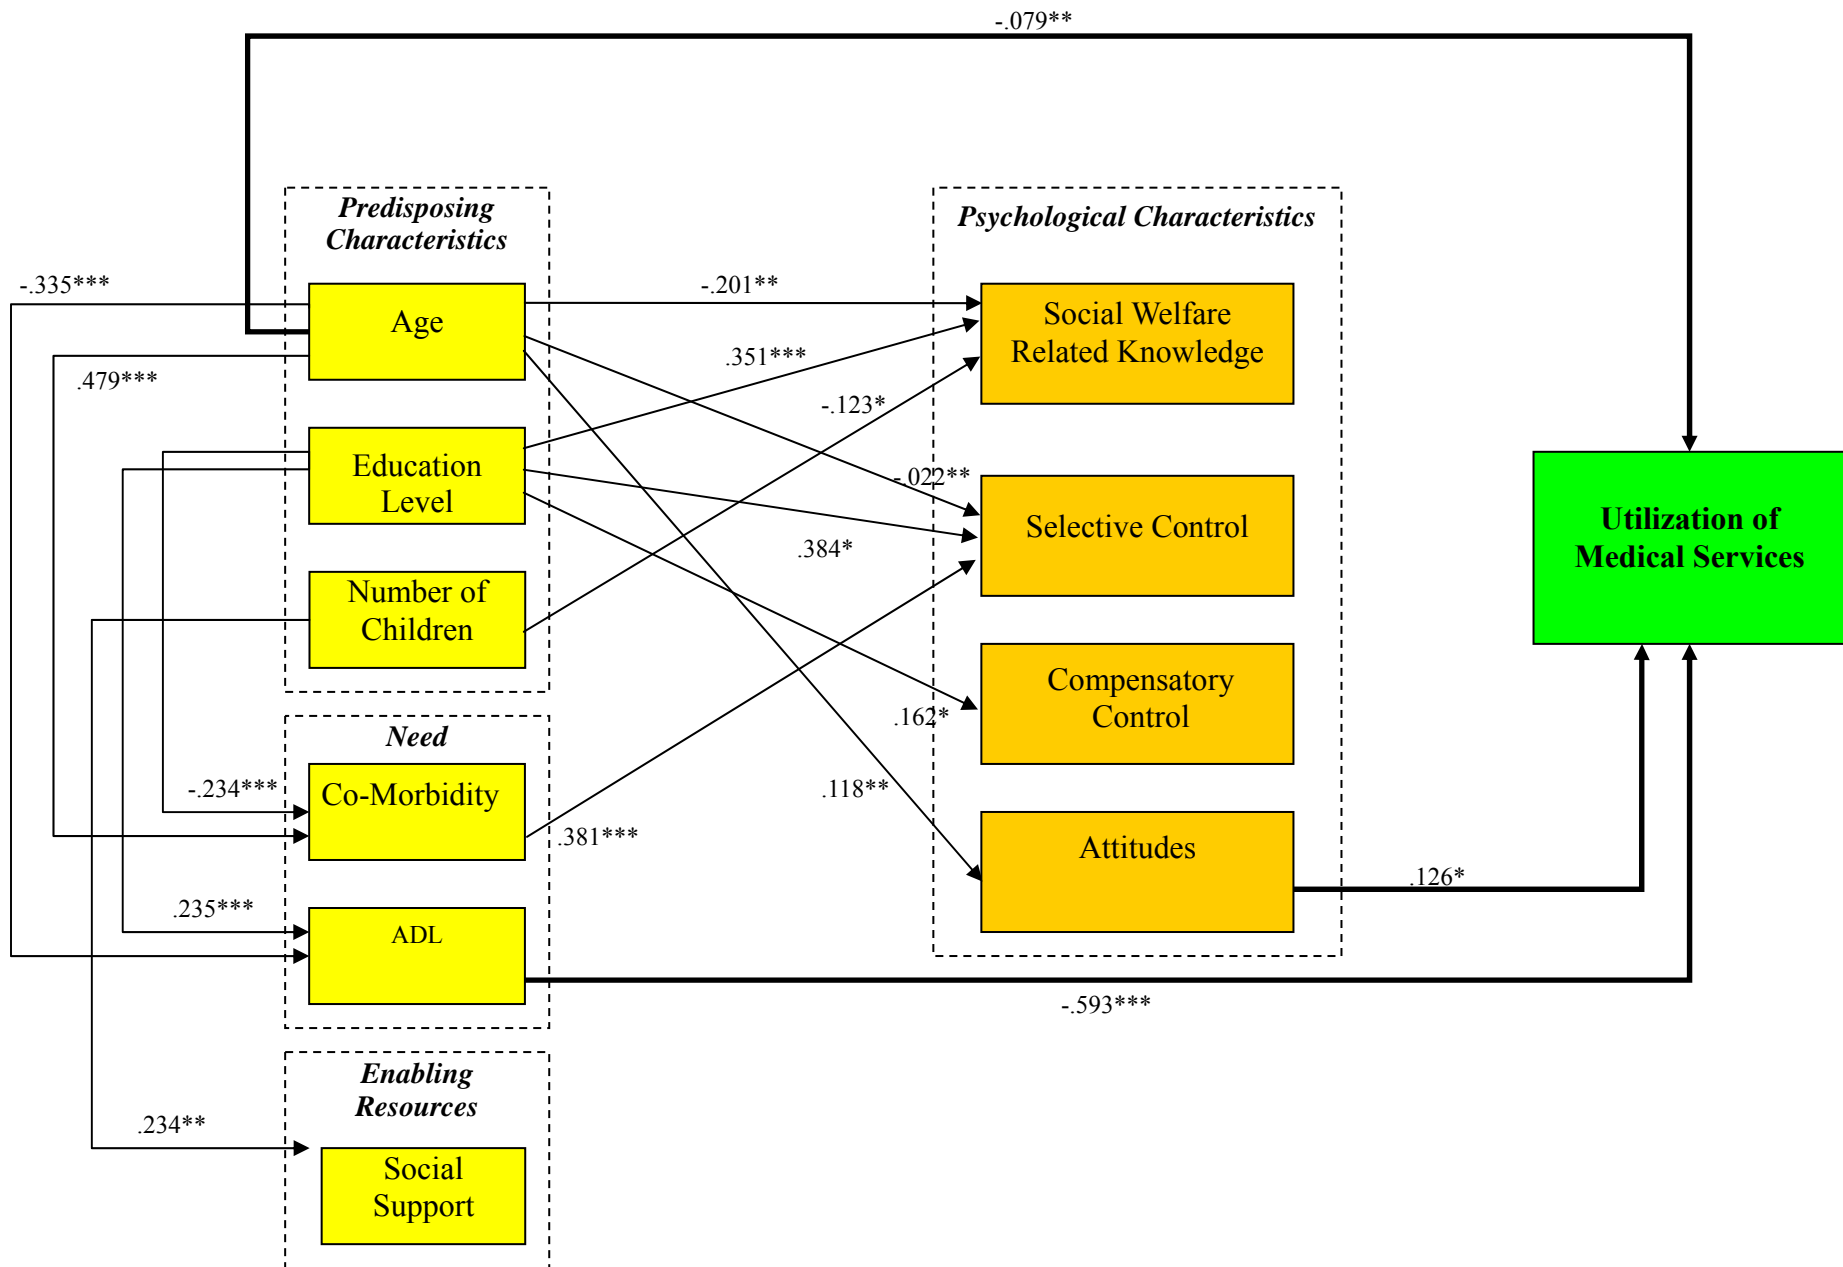 -.079**
Predisposing
Characteristics
Psychological Characteristics
-.335***
-.201**
Age
Social Welfare
Related Knowledge
.479***
.351***
-.123*
Education
Level
-.022**
Selective Control
Utilization of
Medical Services
.384*
Number of
Children
Compensatory
Control
.162*
Need
-.234***
Co-Morbidity
.118**
.381***
Attitudes
.126*
.235***
ADL
-.593***
Enabling
Resources
.234**
Social
Support